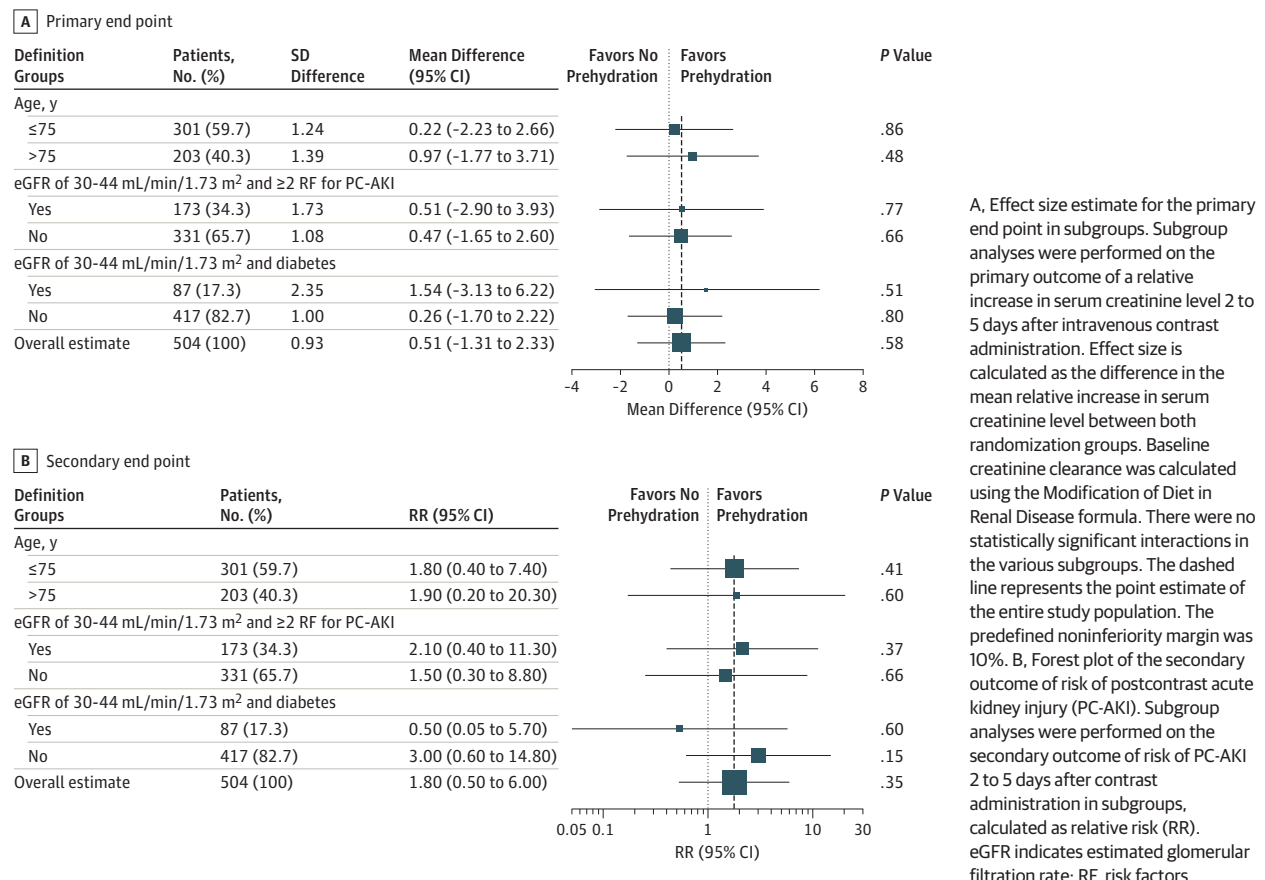 A Primary end point
Definition Groups Patients, No. (%) SD Difference Mean Difference (95% CI) Favors No Prehydration Favors Prehydration P Value
Age, y
≤75 301 (59.7) 1.24 0.22 (-2.23 to 2.66) .86
>75 203 (40.3) 1.39 0.97 (-1.77 to 3.71) .48
eGFR of 30-44 mL/min/1.73 m² and ≥2 RF for PC-AKI
Yes 173 (34.3) 1.73 0.51 (-2.90 to 3.93) .77
No 331 (65.7) 1.08 0.47 (-1.65 to 2.60) .66
eGFR of 30-44 mL/min/1.73 m² and diabetes
Yes 87 (17.3) 2.35 1.54 (-3.13 to 6.22) .51
No 417 (82.7) 1.00 0.26 (-1.70 to 2.22) .80
Overall estimate 504 (100) 0.93 0.51 (-1.31 to 2.33) .58
-4 -2 0 2 4 6 8
Mean Difference (95% CI)
B Secondary end point
Definition Groups Patients, No. (%) RR (95% CI) Favors No Prehydration Favors Prehydration P Value
Age, y
≤75 301 (59.7) 1.80 (0.40 to 7.40) .41
>75 203 (40.3) 1.90 (0.20 to 20.30) .60
eGFR of 30-44 mL/min/1.73 m² and ≥2 RF for PC-AKI
Yes 173 (34.3) 2.10 (0.40 to 11.30) .37
No 331 (65.7) 1.50 (0.30 to 8.80) .66
eGFR of 30-44 mL/min/1.73 m² and diabetes
Yes 87 (17.3) 0.50 (0.05 to 5.70) .60
No 417 (82.7) 3.00 (0.60 to 14.80) .15
Overall estimate 504 (100) 1.80 (0.50 to 6.00) .35
0.05 0.1 1 10 30
RR (95% CI)
A, Effect size estimate for the primary
end point in subgroups. Subgroup
analyses were performed on the
primary outcome of a relative
increase in serum creatinine level 2 to
5 days after intravenous contrast
administration. Effect size is
calculated as the difference in the
mean relative increase in serum
creatinine level between both
randomization groups. Baseline
creatinine clearance was calculated
using the Modification of Diet in
Renal Disease formula. There were no
statistically significant interactions in
the various subgroups. The dashed
line represents the point estimate of
the entire study population. The
predefined noninferiority margin was
10%. B, Forest plot of the secondary
outcome of risk of postcontrast acute
kidney injury (PC-AKI). Subgroup
analyses were performed on the
secondary outcome of risk of PC-AKI
2 to 5 days after contrast
administration in subgroups,
calculated as relative risk (RR).
eGFR indicates estimated glomerular
filtration rate; RF, risk factors